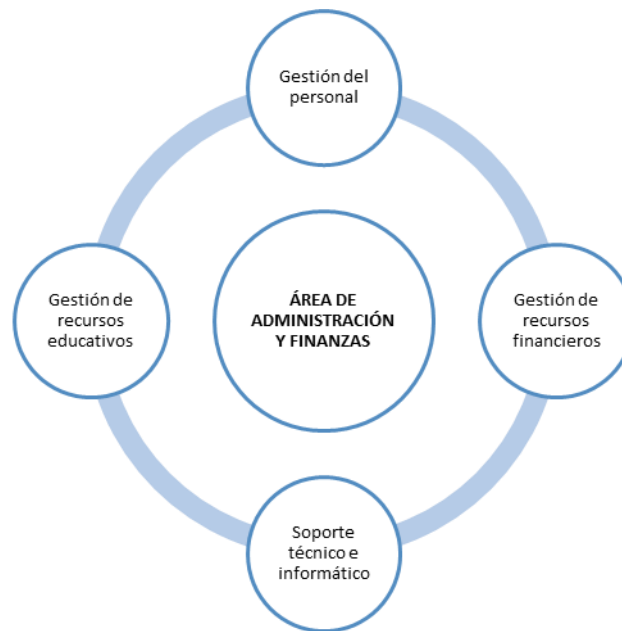 Gestión del
personal
Gestión de
recursos
educativos
ÁREA DE
ADMINISTRACIÓN
Y FINANZAS
Gestión de
recursos
financieros
Soporte
técnico e
informático